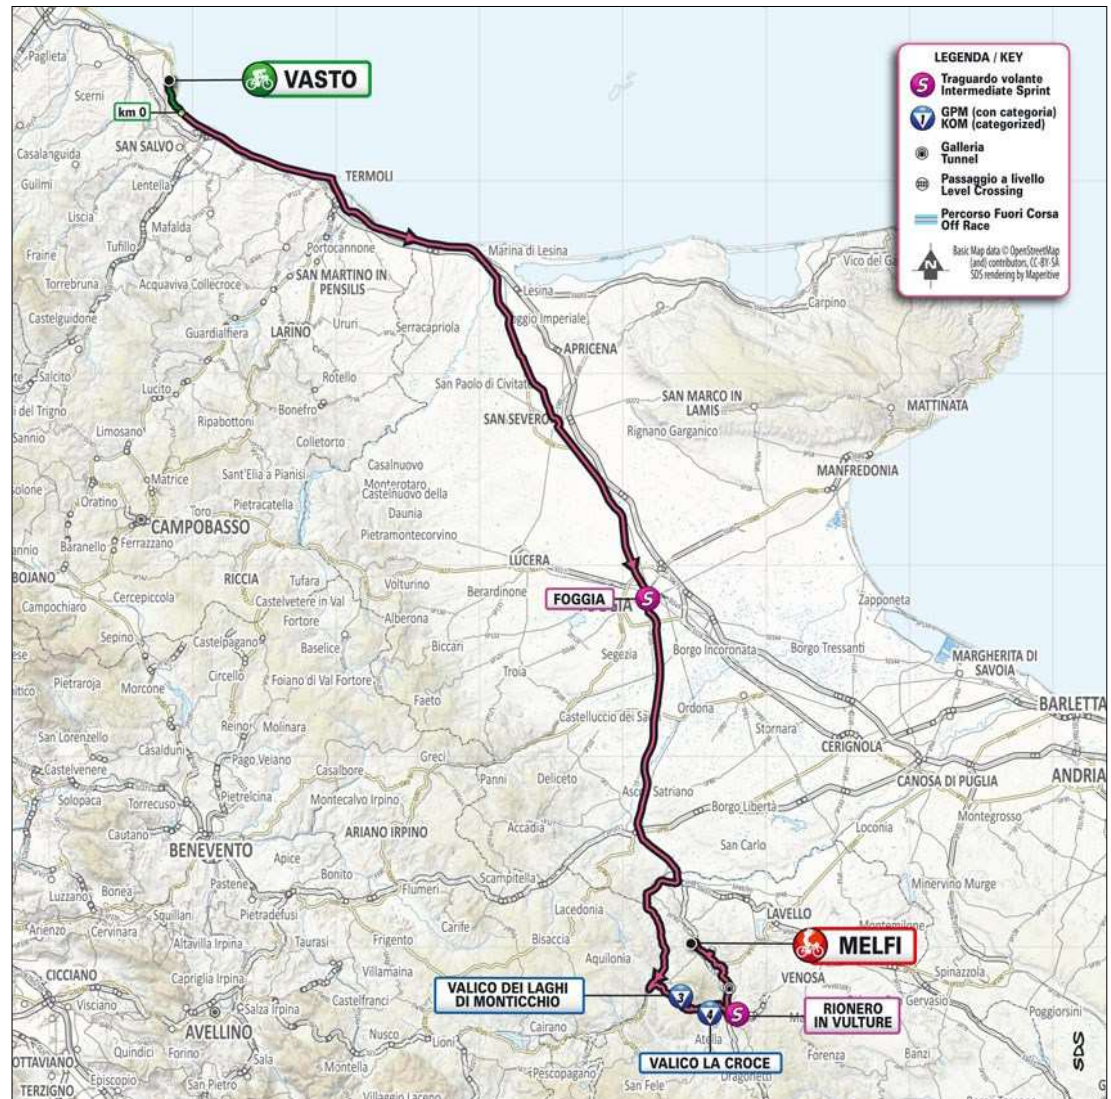 Paglieta
VASTO
Scerni
km 0
Casalanguida
SAN SALVO
Guilmi
Lentella
TERMOLI
Liscia
Mafalda
Fraine
Tufillo
Portocannone
Marina di Lesina
Torrebruna
Acquaviva Collecroce
SAN MARTINO IN
PENSILIS
Lesina
Castelguidone
Guardialfiera
LARINO
Ururi
Serracapriola
Poggio Imperiale
Carpino
Vico del Ga
APRICENA
Salcito
Lucito
Rotello
San Paolo di Civitate
SAN MARCO IN
LAMIS
MATTINATA
del Trigno
Bonefro
Ripabottoni
SAN SEVERO
Rignano Garganico
Limosano
Colletorto
Sannio
MANFREDONIA
Matrice
Sant'Elia a Pianisi
Casalnuovo
Monterotaro
Castelnuovo della
Daunia
Oratino
Toro
Pietracatella
CAMPOBASSO
Pietramontecorvino
Baranello
Ferrazzano
LUCERA
BOJANO
RICCIA
Tufara
Volturino
Berardinone
FOGGIA
Campochiaro
Cercepiccola
Castelvetere in Val
Fortore
Alberona
Zapponeta
Sepino
Castelpagano
Baselice
Biccari
Segezia
Borgo Incoronata
Borgo Tressanti
MARGHERITA DI
SAVOIA
Pietraroja
Morcone
Circello
Foiano di Val Fortore
Troia
Faeto
Ordona
BARLETTA
Reino
Molinara
Castelluccio dei Sau
Stornara
San Lorenzello
Casalduni
Pago Veiano
Greci
CERIGNOLA
Castelvenere
Casalbore
Panni
Deliceto
CANOSA DI PUGLIA
ANDRIA
Solopaca
Torrecuso
Pietrelcina
Montecalvo Irpino
Ascoli Satriano
Borgo Libertà
Montegrosso
Cautano
ARIANO IRPINO
Accadia
Loconia
BENEVENTO
Apice
San Carlo
Bonito
Scampitella
Luzzano
Bonea
Pastene
Flumeri
Minervino Murge
Squillani
Pietradefusi
Lacedonia
LAVELLO
Montemilone
Arienzo
Cervinara
Altavilla Irpina
Taurasi
Carife
Frigento
Bisaccia
MELFI
Aquilonia
CICCIANO
Capriglia Irpina
Villamaina
VALICO DEI LAGHI
DI MONTICCHIO
3
VENOSA
Spinazzola
Visciano
Salza Irpina
Castelfranci
4
S
RIONERO
IN VULTURE
Gervasio
Poggiorsini
AVELLINO
Cairano
Atella
OTTAVIANO
Quindici
Forino
Sala
Nusco
Lioni
VALICO LA CROCE
Forenza
Banzi
Episcopio
Montella
Pescopagano
Dragonetti
TERZIGNO
San Pietro
Villaggio Laceno
San Fele
SDS
LEGENDA / KEY
S
Traguardo volante
Intermediate Sprint
1
GPM (con categoria)
KOM (categorized)
Galleria
Tunnel
Passaggio a livello
Level Crossing
Percorso Fuori Corsa
Off Race
N
Basic Map data © OpenStreetMap
(and) contributors, CC-BY-SA
SDS rendering by Maperitive